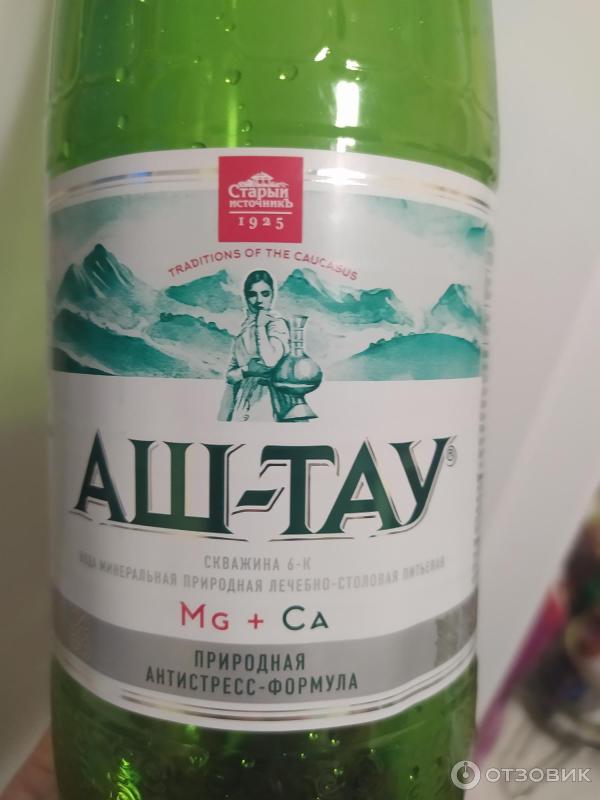 Старый
источникъ
1925
TRADITIONS OF THE CAUCASUS
АШ-ТАУ®
СКВАЖИНА 6-К
ВОДА МИНЕРАЛЬНАЯ ПРИРОДНАЯ ЛЕЧЕБНО-СТОЛОВАЯ ПИТЬЕВАЯ
MG + CA
ПРИРОДНАЯ
АНТИСТРЕСС-ФОРМУЛА
ОТЗОВИК